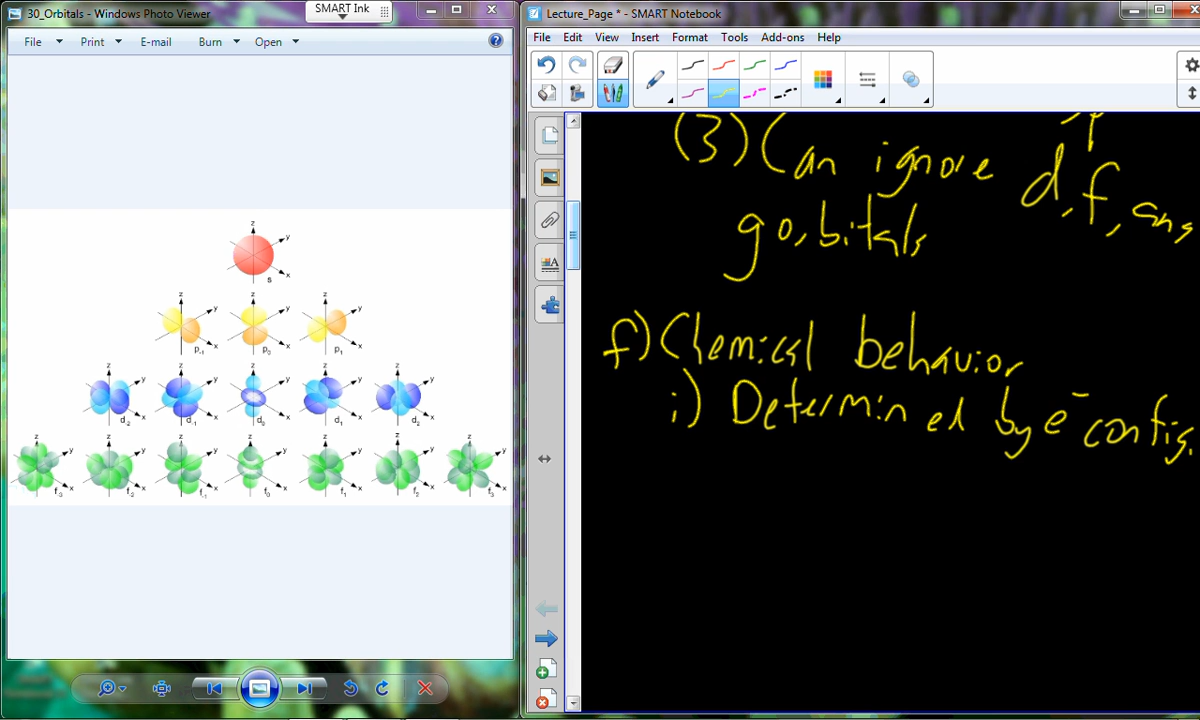 30_Orbitals - Windows Photo Viewer
SMART Ink
File Print E-mail Burn Open
z y x s
z y x p-1
z y x p0
z y x p1
z y x d-2
z y x d-1
z y x d0
z y x d1
z y x d2
z y x f-3
z y x f-2
z y x f-1
z y x f0
z y x f1
z y x f2
z y x f3
Lecture_Page * - SMART Notebook
File Edit View Insert Format Tools Add-ons Help
(3) Can ignore d, f, and
g orbitals
f) Chemical behavior
i) Determined by e⁻ config.